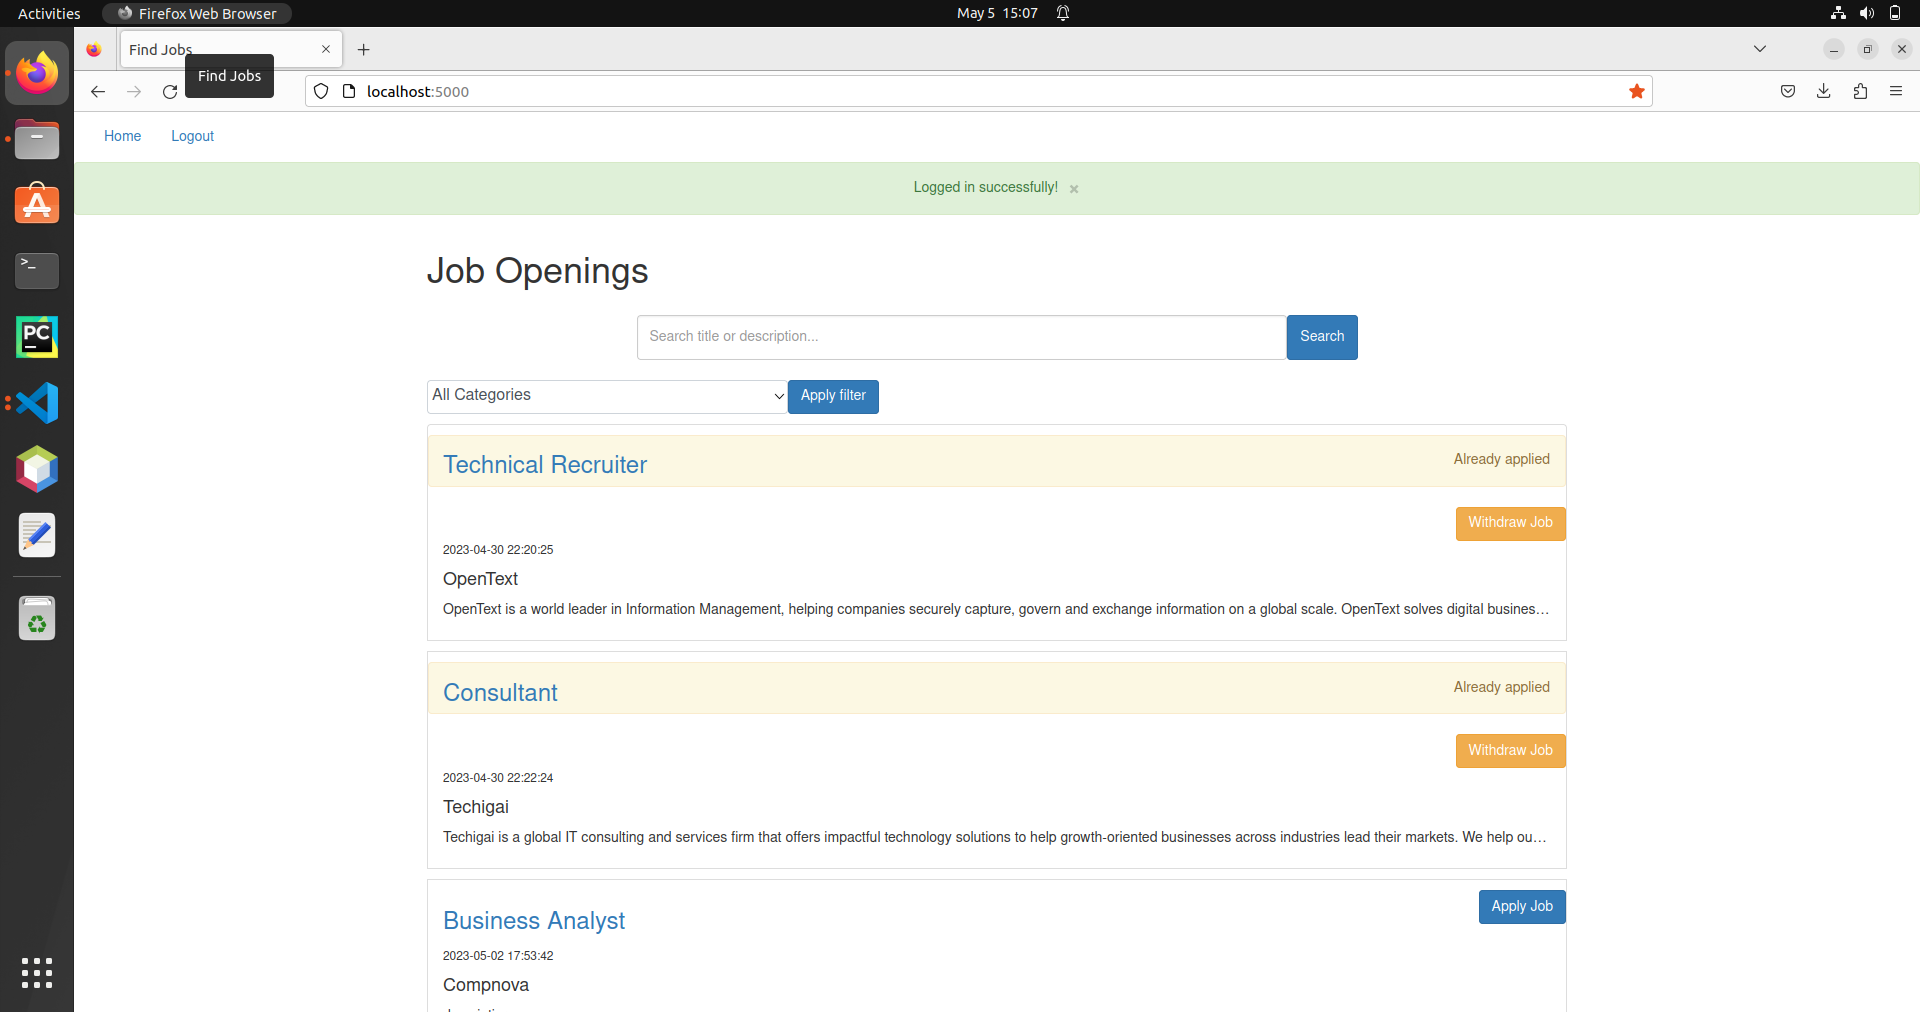 Activities Firefox Web Browser May 5 15:07
Find Jobs
Find Jobs
localhost:5000
Home Logout
Logged in successfully! ×
Job Openings
Search title or description... Search
All Categories Apply filter
Technical Recruiter Already applied
Withdraw Job
2023-04-30 22:20:25
OpenText
OpenText is a world leader in Information Management, helping companies securely capture, govern and exchange information on a global scale. OpenText solves digital busines…
Consultant Already applied
Withdraw Job
2023-04-30 22:22:24
Techigai
Techigai is a global IT consulting and services firm that offers impactful technology solutions to help growth-oriented businesses across industries lead their markets. We help ou…
Business Analyst Apply Job
2023-05-02 17:53:42
Compnova